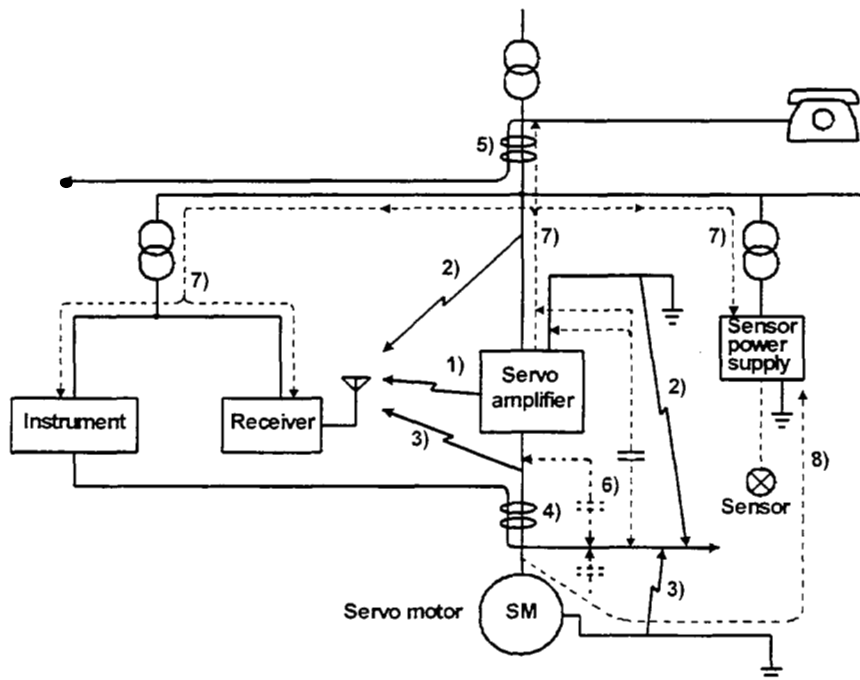 5)
2)
7)
7)
7)
1)
Servo
amplifier
Sensor
power
supply
2)
Instrument
Receiver
3)
6)
8)
4)
Sensor
3)
Servo motor
SM